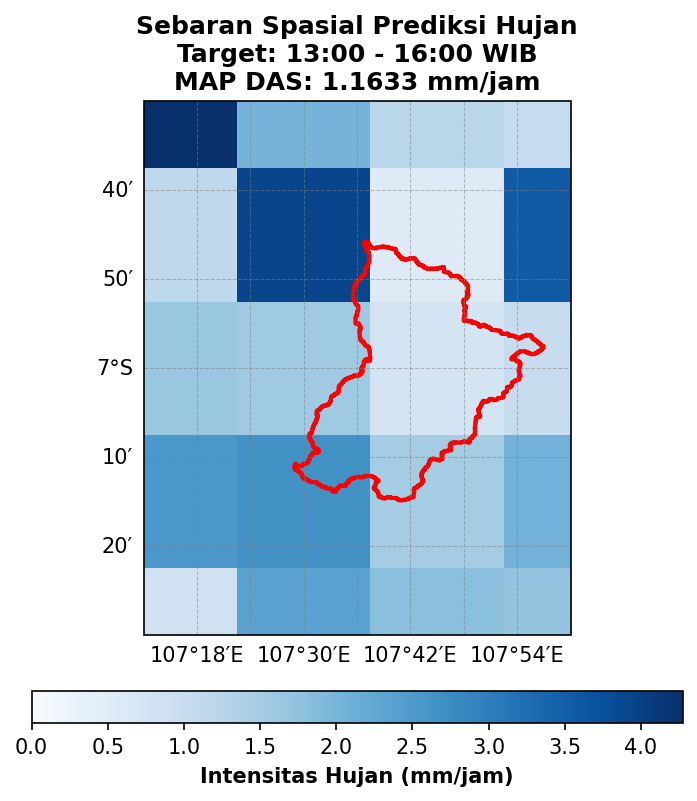 Sebaran Spasial Prediksi Hujan
Target: 13:00 - 16:00 WIB
MAP DAS: 1.1633 mm/jam
40′
50′
7°S
10′
20′
107°18′E 107°30′E 107°42′E 107°54′E
0.0 0.5 1.0 1.5 2.0 2.5 3.0 3.5 4.0
Intensitas Hujan (mm/jam)